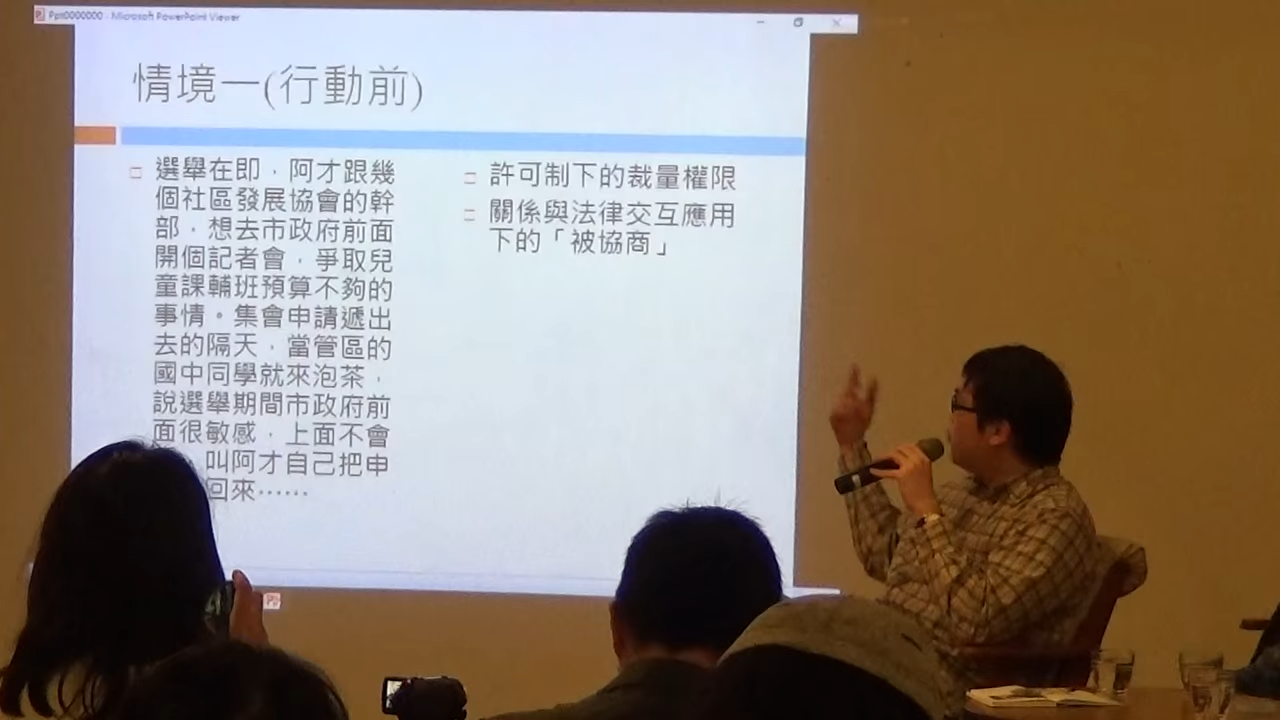 Ppt0000000 - Microsoft PowerPoint Viewer
情境一(行動前)
選舉在即，阿才跟幾
個社區發展協會的幹
部，想去市政府前面
開個記者會，爭取兒
童課輔班預算不夠的
事情。集會申請遞出
去的隔天，當管區的
國中同學就來泡茶，
說選舉期間市政府前
面很敏感，上面不會
叫阿才自己把申
回來……
許可制下的裁量權限
關係與法律交互應用
下的「被協商」